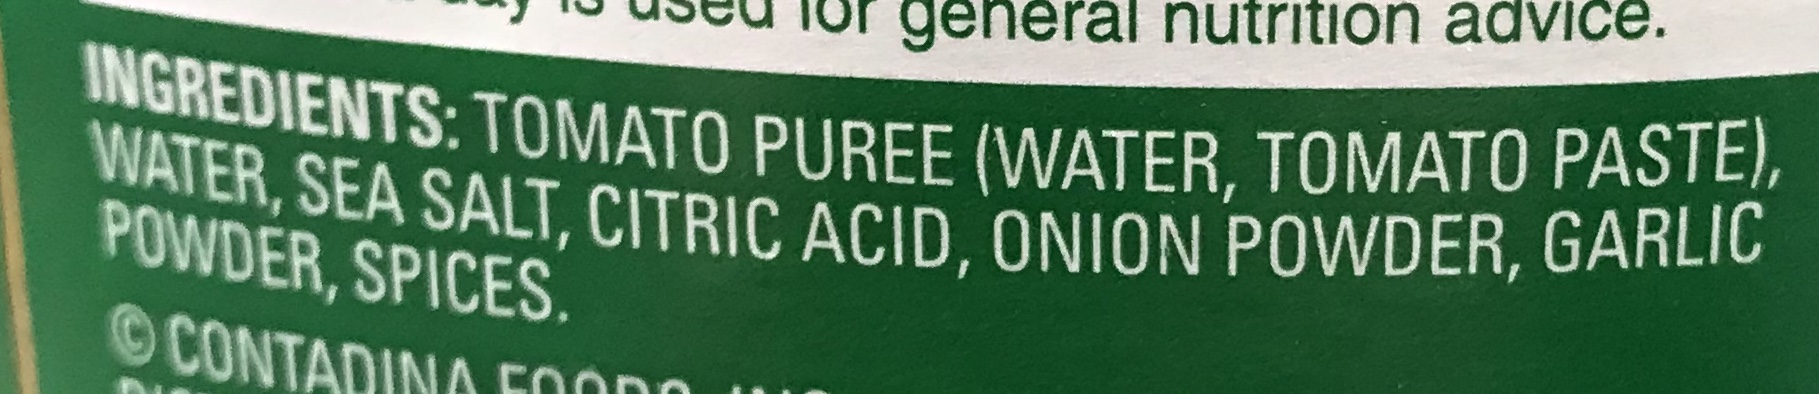 is used for general nutrition advice.
INGREDIENTS: TOMATO PUREE (WATER, TOMATO PASTE),
WATER, SEA SALT, CITRIC ACID, ONION POWDER, GARLIC
POWDER, SPICES.
© CONTADINA FOODS, INC